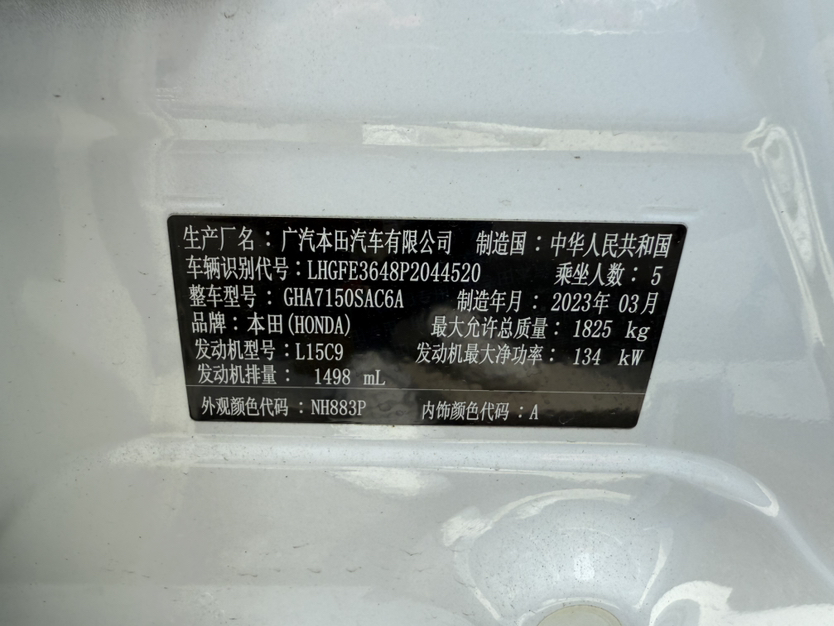 生产厂名：广汽本田汽车有限公司 制造国：中华人民共和国
车辆识别代号：LHGFE3648P2044520 乘坐人数：5
整车型号：GHA7150SAC6A 制造年月：2023年 03月
品牌：本田(HONDA) 最大允许总质量：1825 kg
发动机型号：L15C9 发动机最大净功率：134 kW
发动机排量：1498 mL
外观颜色代码：NH883P 内饰颜色代码：A